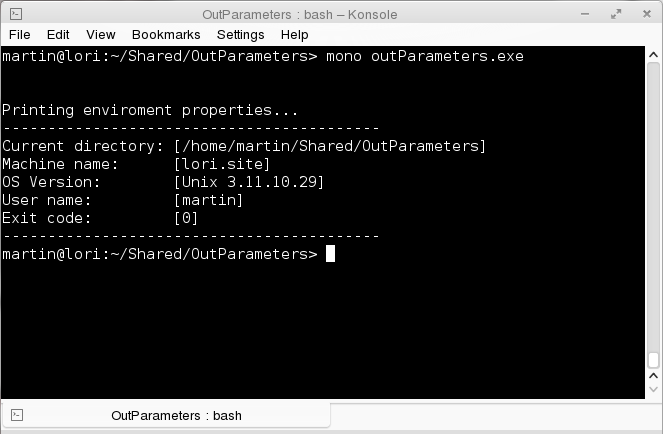 OutParameters : bash – Konsole
File Edit View Bookmarks Settings Help
martin@lori:~/Shared/OutParameters> mono outParameters.exe
Printing enviroment properties...
-------------------------------------------
Current directory: [/home/martin/Shared/OutParameters]
Machine name: [lori.site]
OS Version: [Unix 3.11.10.29]
User name: [martin]
Exit code: [0]
-------------------------------------------
martin@lori:~/Shared/OutParameters>
OutParameters : bash